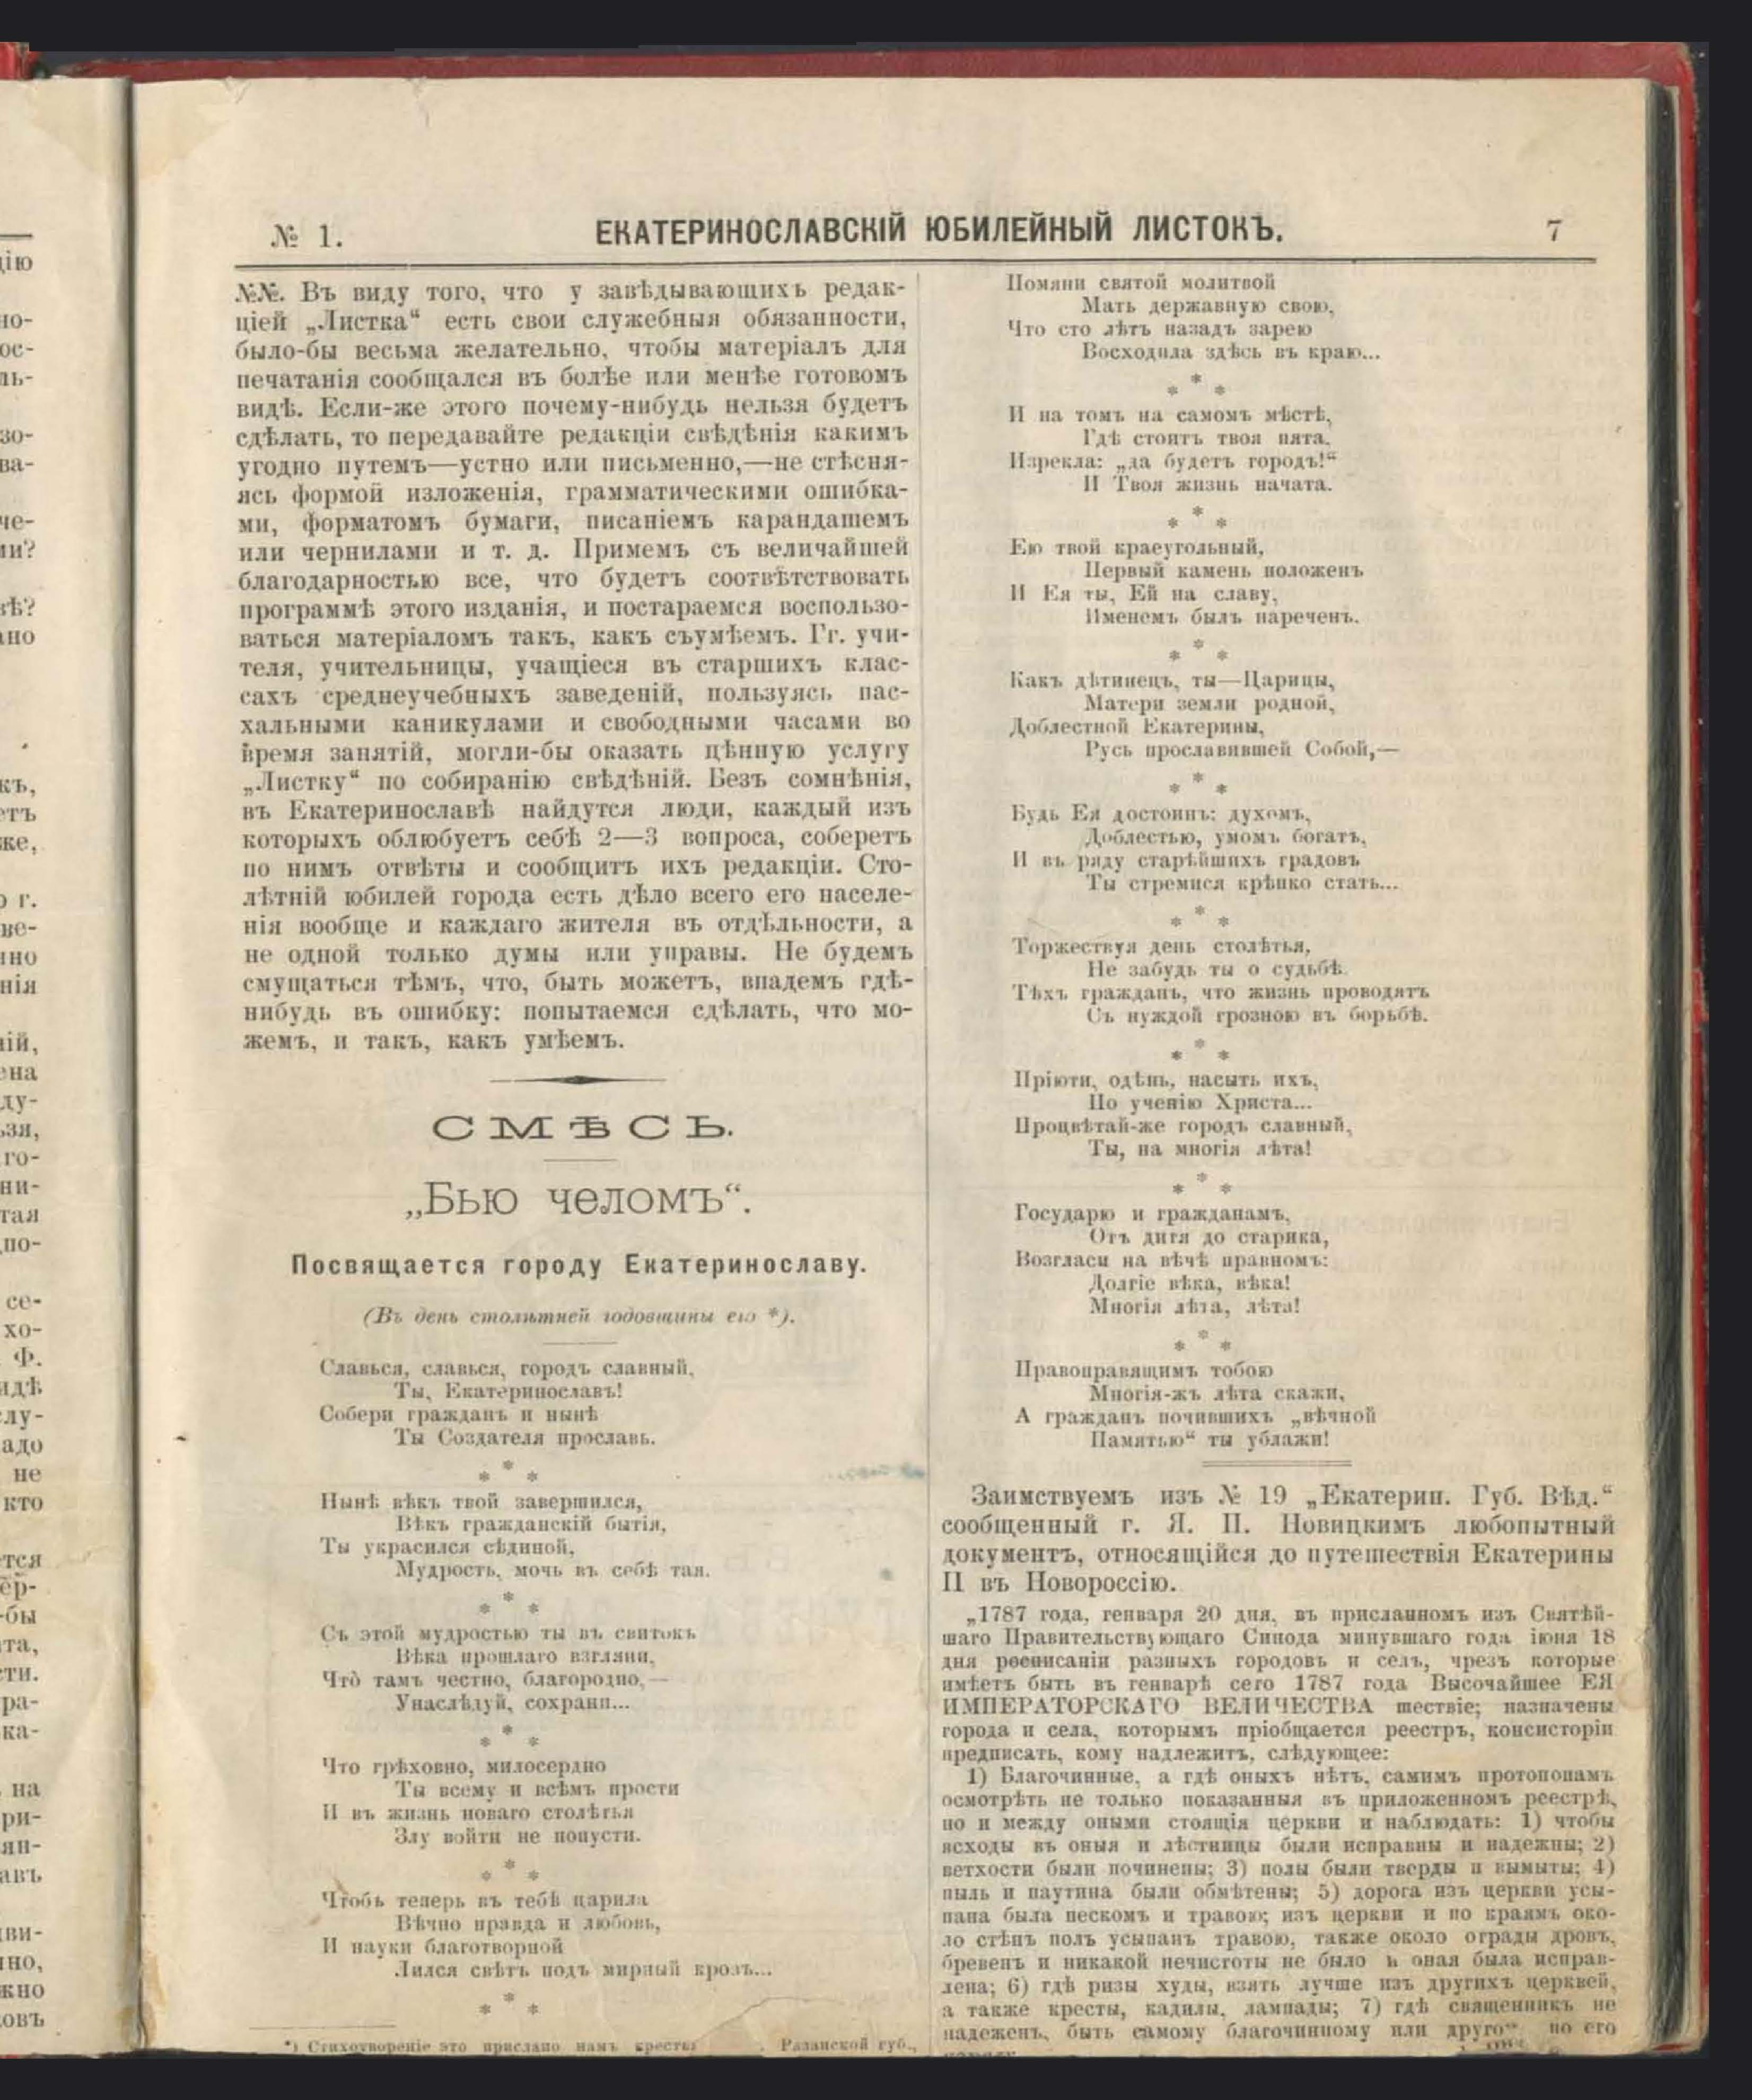 № 1.
ЕКАТЕРИНОСЛАВСКІЙ ЮБИЛЕЙНЫЙ ЛИСТОКЪ.
7
№№. Въ виду того, что у завѣдывающихъ редак-
ціей „Листка“ есть свои служебныя обязанности,
было-бы весьма желательно, чтобы матеріалъ для
печатанія сообщался въ болѣе или менѣе готовомъ
видѣ. Если-же этого почему-нибудь нельзя будетъ
сдѣлать, то передавайте редакціи свѣдѣнія какимъ
угодно путемъ—устно или письменно,—не стѣсня-
ясь формой изложенія, грамматическими ошибка-
ми, форматомъ бумаги, писаніемъ карандашемъ
или чернилами и т. д. Примемъ съ величайшей
благодарностью все, что будетъ соотвѣтствовать
программѣ этого изданія, и постараемся воспользо-
ваться матеріаломъ такъ, какъ съумѣемъ. Гг. учи-
теля, учительницы, учащіеся въ старшихъ клас-
сахъ среднеучебныхъ заведеній, пользуясь пас-
хальными каникулами и свободными часами во
время занятій, могли-бы оказать цѣнную услугу
„Листку“ по собиранію свѣдѣній. Безъ сомнѣнія,
въ Екатеринославѣ найдутся люди, каждый изъ
которыхъ облюбуетъ себѣ 2—3 вопроса, соберетъ
по нимъ отвѣты и сообщитъ ихъ редакціи. Сто-
лѣтній юбилей города есть дѣло всего его населе-
нія вообще и каждаго жителя въ отдѣльности, а
не одной только думы или управы. Не будемъ
смущаться тѣмъ, что, быть можетъ, впадемъ гдѣ-
нибудь въ ошибку: попытаемся сдѣлать, что мо-
жемъ, и такъ, какъ умѣемъ.
СМѢСЬ.
„Бью челомъ“.
Посвящается городу Екатеринославу.
(Въ день столѣтней годовщины его *).
Славься, славься, городъ славный,
Ты, Екатеринославъ!
Собери гражданъ и нынѣ
Ты Создателя прославь.
* * *
Нынѣ вѣкъ твой завершился,
Вѣкъ гражданскій бытія,
Ты украсился сѣдиной,
Мудрость, мочь въ себѣ тая.
* * *
Съ этой мудростью ты въ свитокъ
Вѣка прошлаго взгляни,
Что̀ тамъ честно, благородно,—
Унаслѣдуй, сохрани...
* * *
Что грѣховно, милосердно
Ты всему и всѣмъ прости
И въ жизнь новаго столѣтья
Злу войти не попусти.
* * *
Чтобъ теперь въ тебѣ царила
Вѣчно правда и любовь,
И науки благотворной
Лился свѣтъ подъ мирный кровъ...
* * *
*) Стихотвореніе это прислано намъ Рязанской губ.,
Помяни святой молитвой
Мать державную свою,
Что сто лѣтъ назадъ зарею
Восходила здѣсь въ краю...
* * *
И на томъ на самомъ мѣстѣ,
Гдѣ стоитъ твоя пята,
Изрекла: „да будетъ городъ!“
И Твоя жизнь начата.
* * *
Ею твой краеугольный,
Первый камень положенъ
И Ея ты, Ей на славу,
Именемъ былъ нареченъ.
* * *
Какъ дѣтинецъ, ты—Царицы,
Матери земли родной,
Доблестной Екатерины,
Русь прославившей Собой,—
* * *
Будь Ея достоинъ: духомъ,
Доблестью, умомъ богатъ,
И въ ряду старѣйшихъ градовъ
Ты стремися крѣпко стать...
* * *
Торжествуя день столѣтья,
Не забудь ты о судьбѣ
Тѣхъ гражданъ, что жизнь проводятъ
Съ нуждой грозною въ борьбѣ.
* * *
Пріюти, одѣнь, насыть ихъ,
По ученію Христа...
Процвѣтай-же городъ славный,
Ты, на многія лѣта!
* * *
Государю и гражданамъ,
Отъ дитя до старика,
Возгласи на вѣчѣ правномъ:
Долгіе вѣка, вѣка!
Многія лѣта, лѣта!
* * *
Правоправящимъ тобою
Многія-жъ лѣта скажи,
А гражданъ почившихъ „вѣчной
Памятью“ ты ублажи!
Заимствуемъ изъ № 19 „Екатерин. Губ. Вѣд.“
сообщенный г. Я. П. Новицкимъ любопытный
документъ, относящійся до путешествія Екатерины
II въ Новороссію.
„1787 года, генваря 20 дня, въ присланномъ изъ Святѣй-
шаго Правительствующаго Синода минувшаго года іюня 18
дня росписаніи разныхъ городовъ и селъ, чрезъ которые
имѣетъ быть въ генварѣ сего 1787 года Высочайшее ЕЯ
ИМПЕРАТОРСКАГО ВЕЛИЧЕСТВА шествіе; назначены
города и села, которымъ пріобщается реестръ, консисторіи
предписать, кому надлежитъ, слѣдующее:
1) Благочинные, а гдѣ оныхъ нѣтъ, самимъ протопопамъ
осмотрѣть не только показанныя въ приложенномъ реестрѣ,
но и между оными стоящія церкви и наблюдать: 1) чтобы
всходы въ оныя и лѣстницы были исправны и надежны; 2)
ветхости были починены; 3) полы были тверды и вымыты; 4)
пыль и паутина были обмѣтены; 5) дорога изъ церкви усы-
пана была пескомъ и травою; изъ церкви и по краямъ око-
ло стѣнъ полъ усыпанъ травою, также около ограды дровъ,
бревенъ и никакой нечистоты не было и оная была исправ-
лена; 6) гдѣ ризы худы, взять лучше изъ другихъ церквей,
а также кресты, кадилы, лампады; 7) гдѣ священникъ не
надеженъ, быть самому благочинному или по его